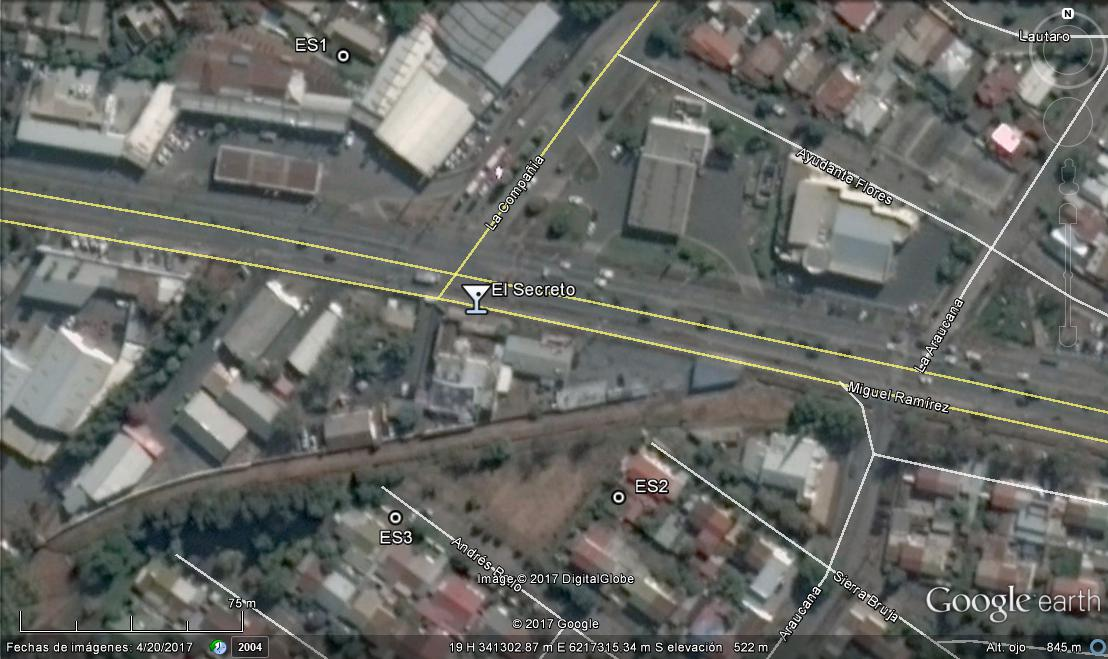 N
Lautaro
ES1
Ayudante Flores
La Compañía
El Secreto
La Araucana
Miguel Ramírez
ES2
ES3
Andrés Bello
Image © 2017 DigitalGlobe
Sierra Bruja
Araucana
Google earth
75 m
© 2017 Google
Fechas de imágenes: 4/20/2017
2004
19 H 341302.87 m E 6217315.34 m S elevación 522 m
Alt. ojo 845 m